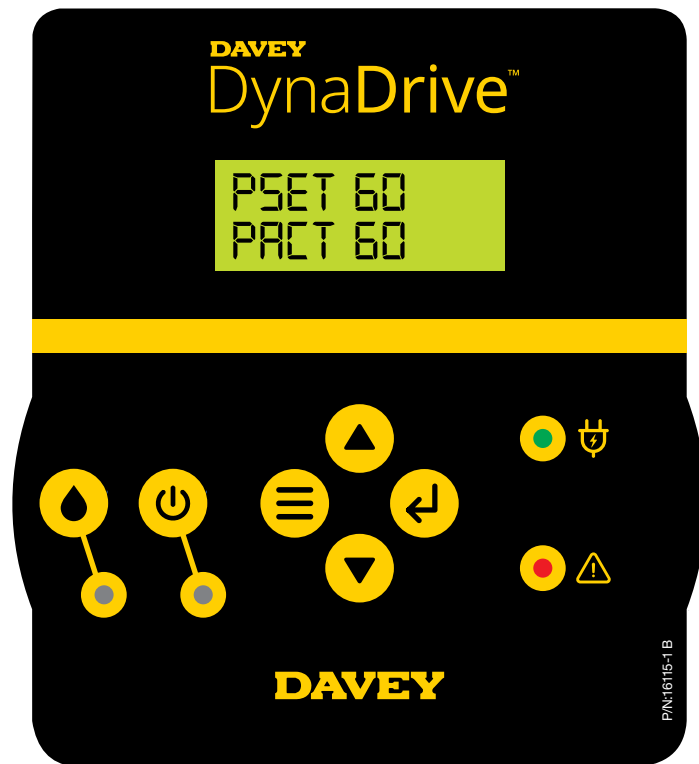 DAVEY
DynaDrive™
PSET 60
PACT 60
DAVEY
P/N:16115-1 B